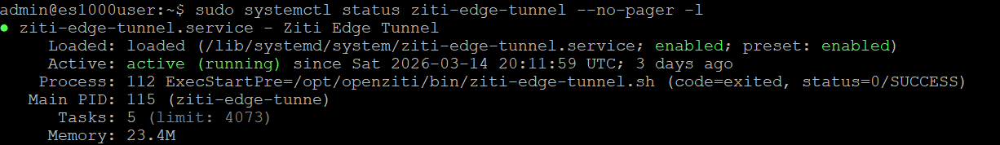 admin@es1000user:~$ sudo systemctl status ziti-edge-tunnel --no-pager -l
● ziti-edge-tunnel.service - Ziti Edge Tunnel
Loaded: loaded (/lib/systemd/system/ziti-edge-tunnel.service; enabled; preset: enabled)
Active: active (running) since Sat 2026-03-14 20:11:59 UTC; 3 days ago
Process: 112 ExecStartPre=/opt/openziti/bin/ziti-edge-tunnel.sh (code=exited, status=0/SUCCESS)
Main PID: 115 (ziti-edge-tunne)
Tasks: 5 (limit: 4073)
Memory: 23.4M